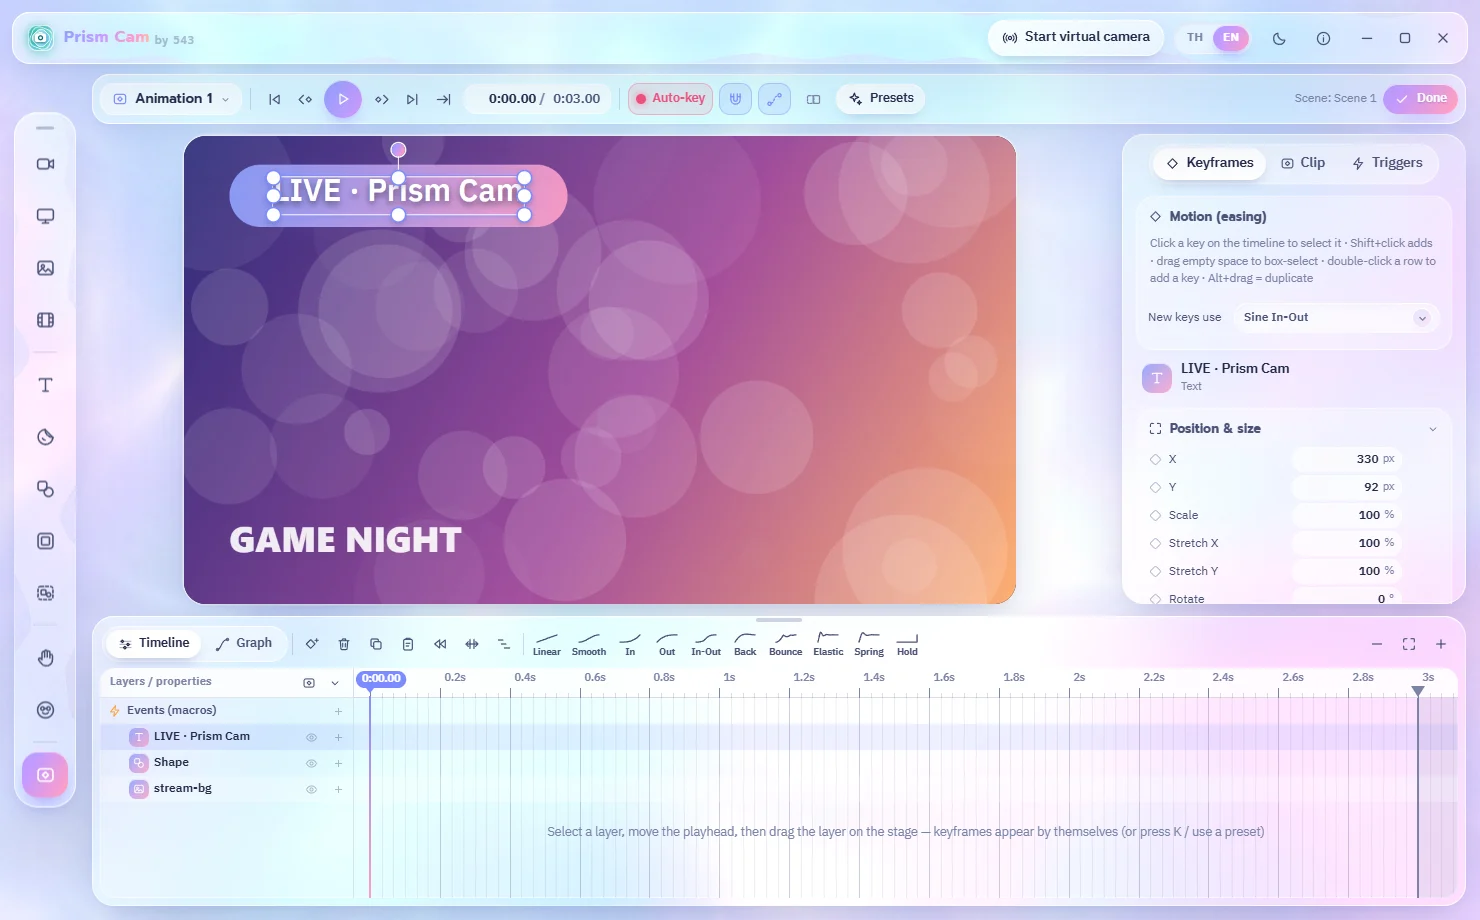 Prism Cam by 543
Start virtual camera
TH EN
Animation 1
0:00.00 / 0:03.00
Auto-key
Presets
Scene: Scene 1
Done
LIVE · Prism Cam
GAME NIGHT
Keyframes Clip Triggers
Motion (easing)
Click a key on the timeline to select it · Shift+click adds
· drag empty space to box-select · double-click a row to
add a key · Alt+drag = duplicate
New keys use Sine In-Out
T LIVE · Prism Cam
Text
Position & size
X 330 px
Y 92 px
Scale 100 %
Stretch X 100 %
Stretch Y 100 %
Rotate 0 °
Timeline Graph
Linear Smooth In Out In-Out Back Bounce Elastic Spring Hold
Layers / properties
0:00.00 0.2s 0.4s 0.6s 0.8s 1s 1.2s 1.4s 1.6s 1.8s 2s 2.2s 2.4s 2.6s 2.8s 3s
Events (macros)
T LIVE · Prism Cam
Shape
stream-bg
Select a layer, move the playhead, then drag the layer on the stage — keyframes appear by themselves (or press K / use a preset)